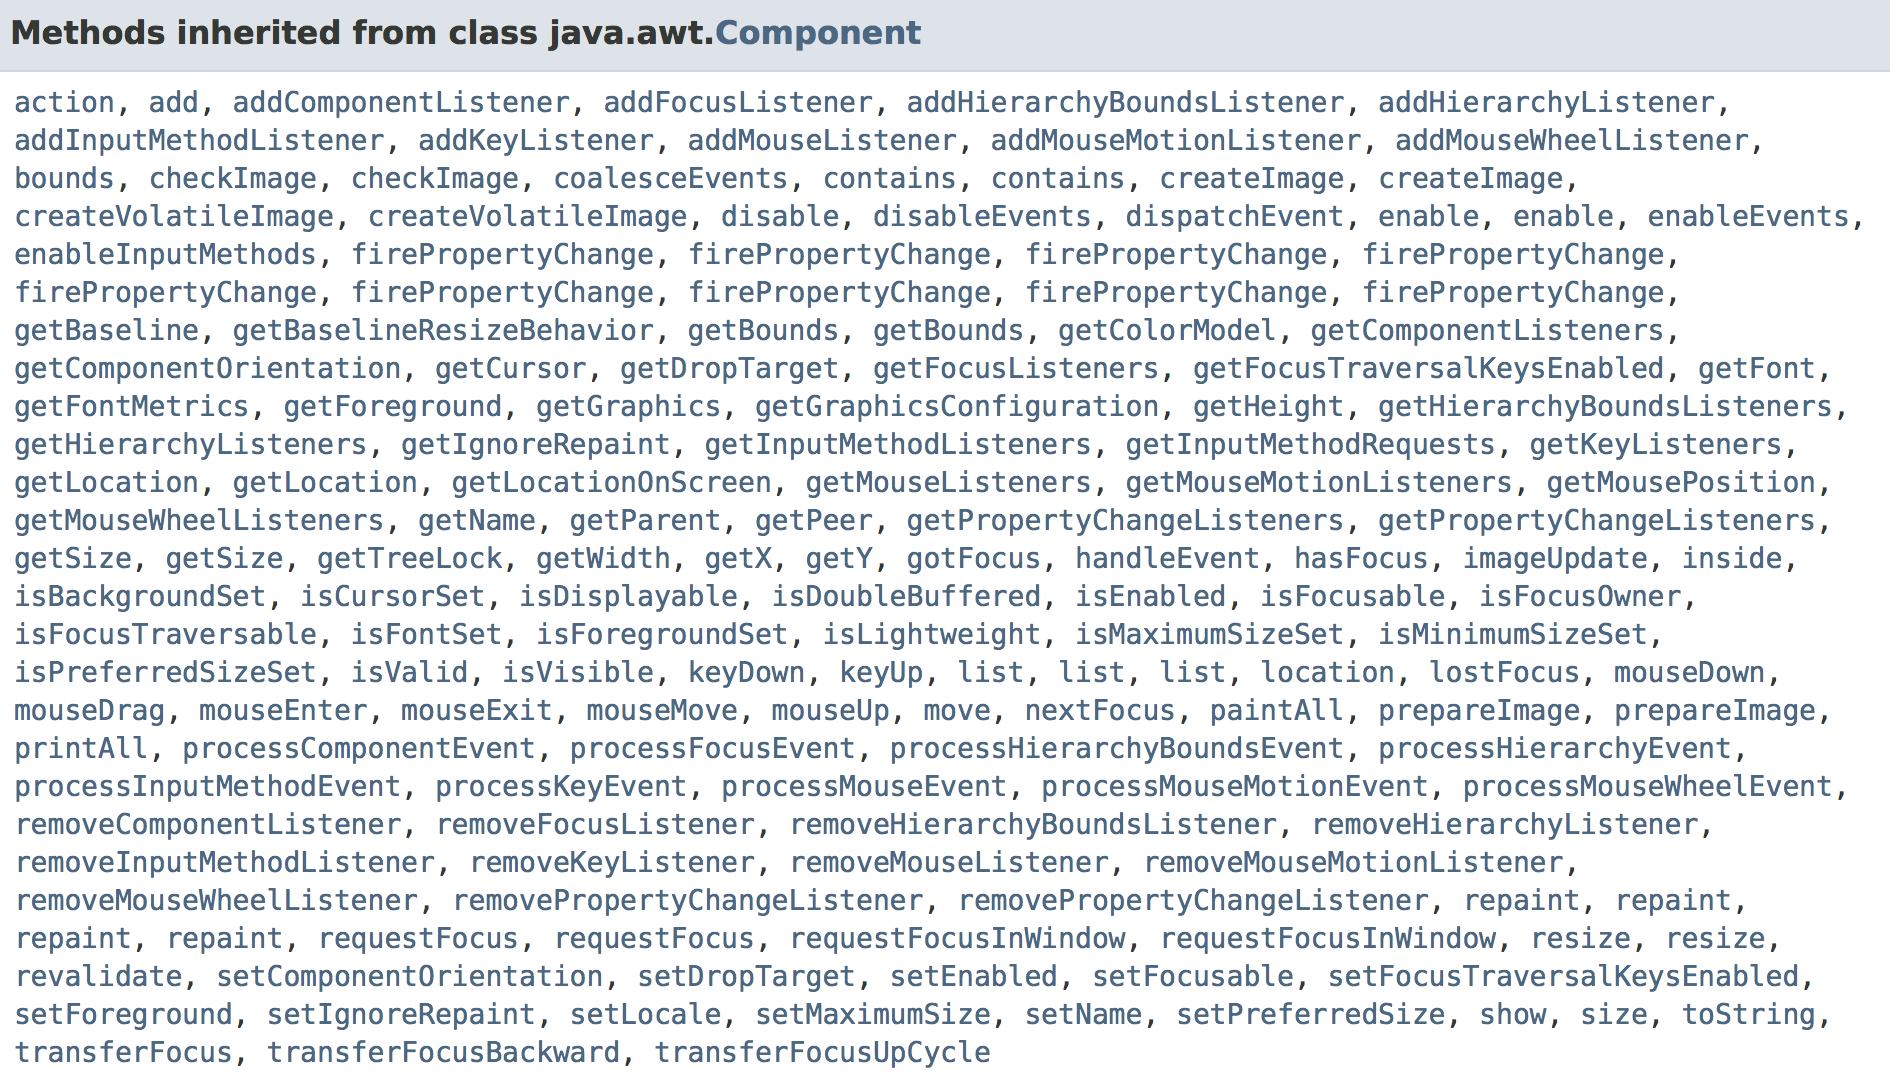 Methods inherited from class java.awt.Component
action, add, addComponentListener, addFocusListener, addHierarchyBoundsListener, addHierarchyListener,
addInputMethodListener, addKeyListener, addMouseListener, addMouseMotionListener, addMouseWheelListener,
bounds, checkImage, checkImage, coalesceEvents, contains, contains, createImage, createImage,
createVolatileImage, createVolatileImage, disable, disableEvents, dispatchEvent, enable, enable, enableEvents,
enableInputMethods, firePropertyChange, firePropertyChange, firePropertyChange, firePropertyChange,
firePropertyChange, firePropertyChange, firePropertyChange, firePropertyChange, firePropertyChange,
getBaseline, getBaselineResizeBehavior, getBounds, getBounds, getColorModel, getComponentListeners,
getComponentOrientation, getCursor, getDropTarget, getFocusListeners, getFocusTraversalKeysEnabled, getFont,
getFontMetrics, getForeground, getGraphics, getGraphicsConfiguration, getHeight, getHierarchyBoundsListeners,
getHierarchyListeners, getIgnoreRepaint, getInputMethodListeners, getInputMethodRequests, getKeyListeners,
getLocation, getLocation, getLocationOnScreen, getMouseListeners, getMouseMotionListeners, getMousePosition,
getMouseWheelListeners, getName, getParent, getPeer, getPropertyChangeListeners, getPropertyChangeListeners,
getSize, getSize, getTreeLock, getWidth, getX, getY, gotFocus, handleEvent, hasFocus, imageUpdate, inside,
isBackgroundSet, isCursorSet, isDisplayable, isDoubleBuffered, isEnabled, isFocusable, isFocusOwner,
isFocusTraversable, isFontSet, isForegroundSet, isLightweight, isMaximumSizeSet, isMinimumSizeSet,
isPreferredSizeSet, isValid, isVisible, keyDown, keyUp, list, list, list, location, lostFocus, mouseDown,
mouseDrag, mouseEnter, mouseExit, mouseMove, mouseUp, move, nextFocus, paintAll, prepareImage, prepareImage,
printAll, processComponentEvent, processFocusEvent, processHierarchyBoundsEvent, processHierarchyEvent,
processInputMethodEvent, processKeyEvent, processMouseEvent, processMouseMotionEvent, processMouseWheelEvent,
removeComponentListener, removeFocusListener, removeHierarchyBoundsListener, removeHierarchyListener,
removeInputMethodListener, removeKeyListener, removeMouseListener, removeMouseMotionListener,
removeMouseWheelListener, removePropertyChangeListener, removePropertyChangeListener, repaint, repaint,
repaint, repaint, requestFocus, requestFocus, requestFocusInWindow, requestFocusInWindow, resize, resize,
revalidate, setComponentOrientation, setDropTarget, setEnabled, setFocusable, setFocusTraversalKeysEnabled,
setForeground, setIgnoreRepaint, setLocale, setMaximumSize, setName, setPreferredSize, show, size, toString,
transferFocus, transferFocusBackward, transferFocusUpCycle